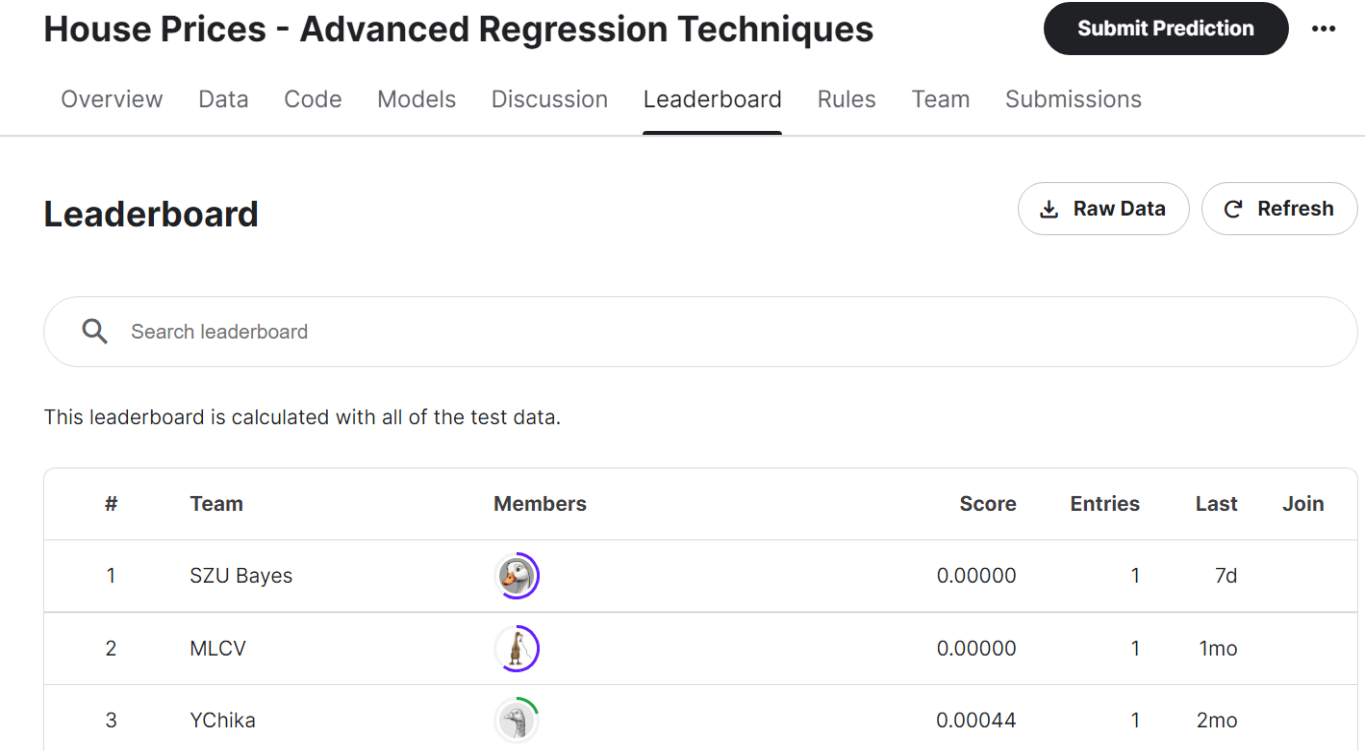 House Prices - Advanced Regression Techniques
Submit Prediction
Overview Data Code Models Discussion Leaderboard Rules Team Submissions
Leaderboard
Raw Data
Refresh
Search leaderboard
This leaderboard is calculated with all of the test data.
# Team Members Score Entries Last Join
1 SZU Bayes 0.00000 1 7d
2 MLCV 0.00000 1 1mo
3 YChika 0.00044 1 2mo